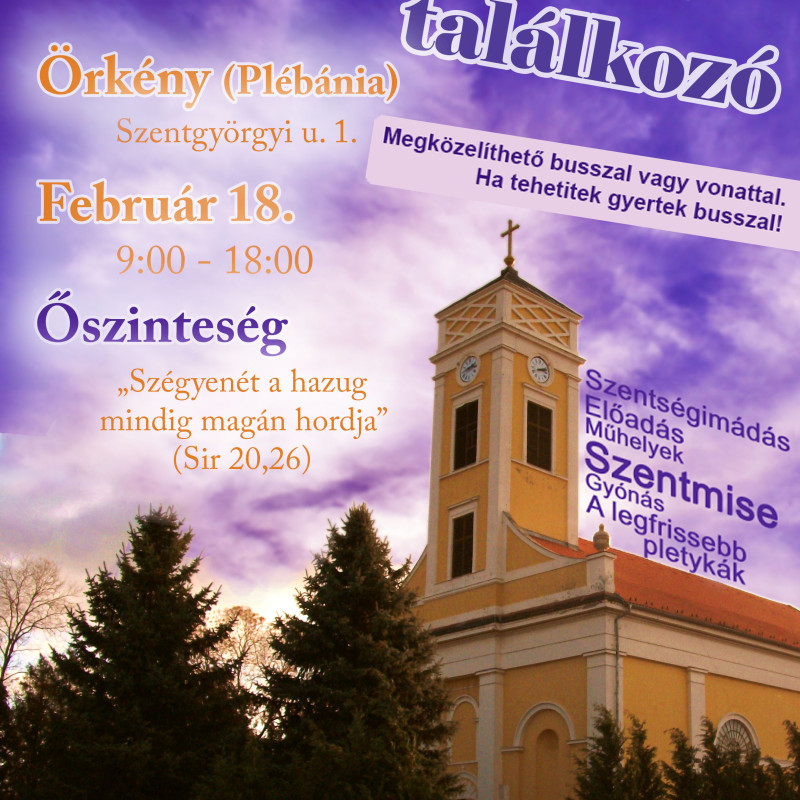 találkozó
Örkény (Plébánia)
Szentgyörgyi u. 1.
Megközelíthető busszal vagy vonattal.
Ha tehetitek gyertek busszal!
Február 18.
9:00 - 18:00
Őszinteség
„Szégyenét a hazug
mindig magán hordja”
(Sir 20,26)
Szentségimádás
Előadás
Műhelyek
Szentmise
Gyónás
A legfrissebb
pletykák